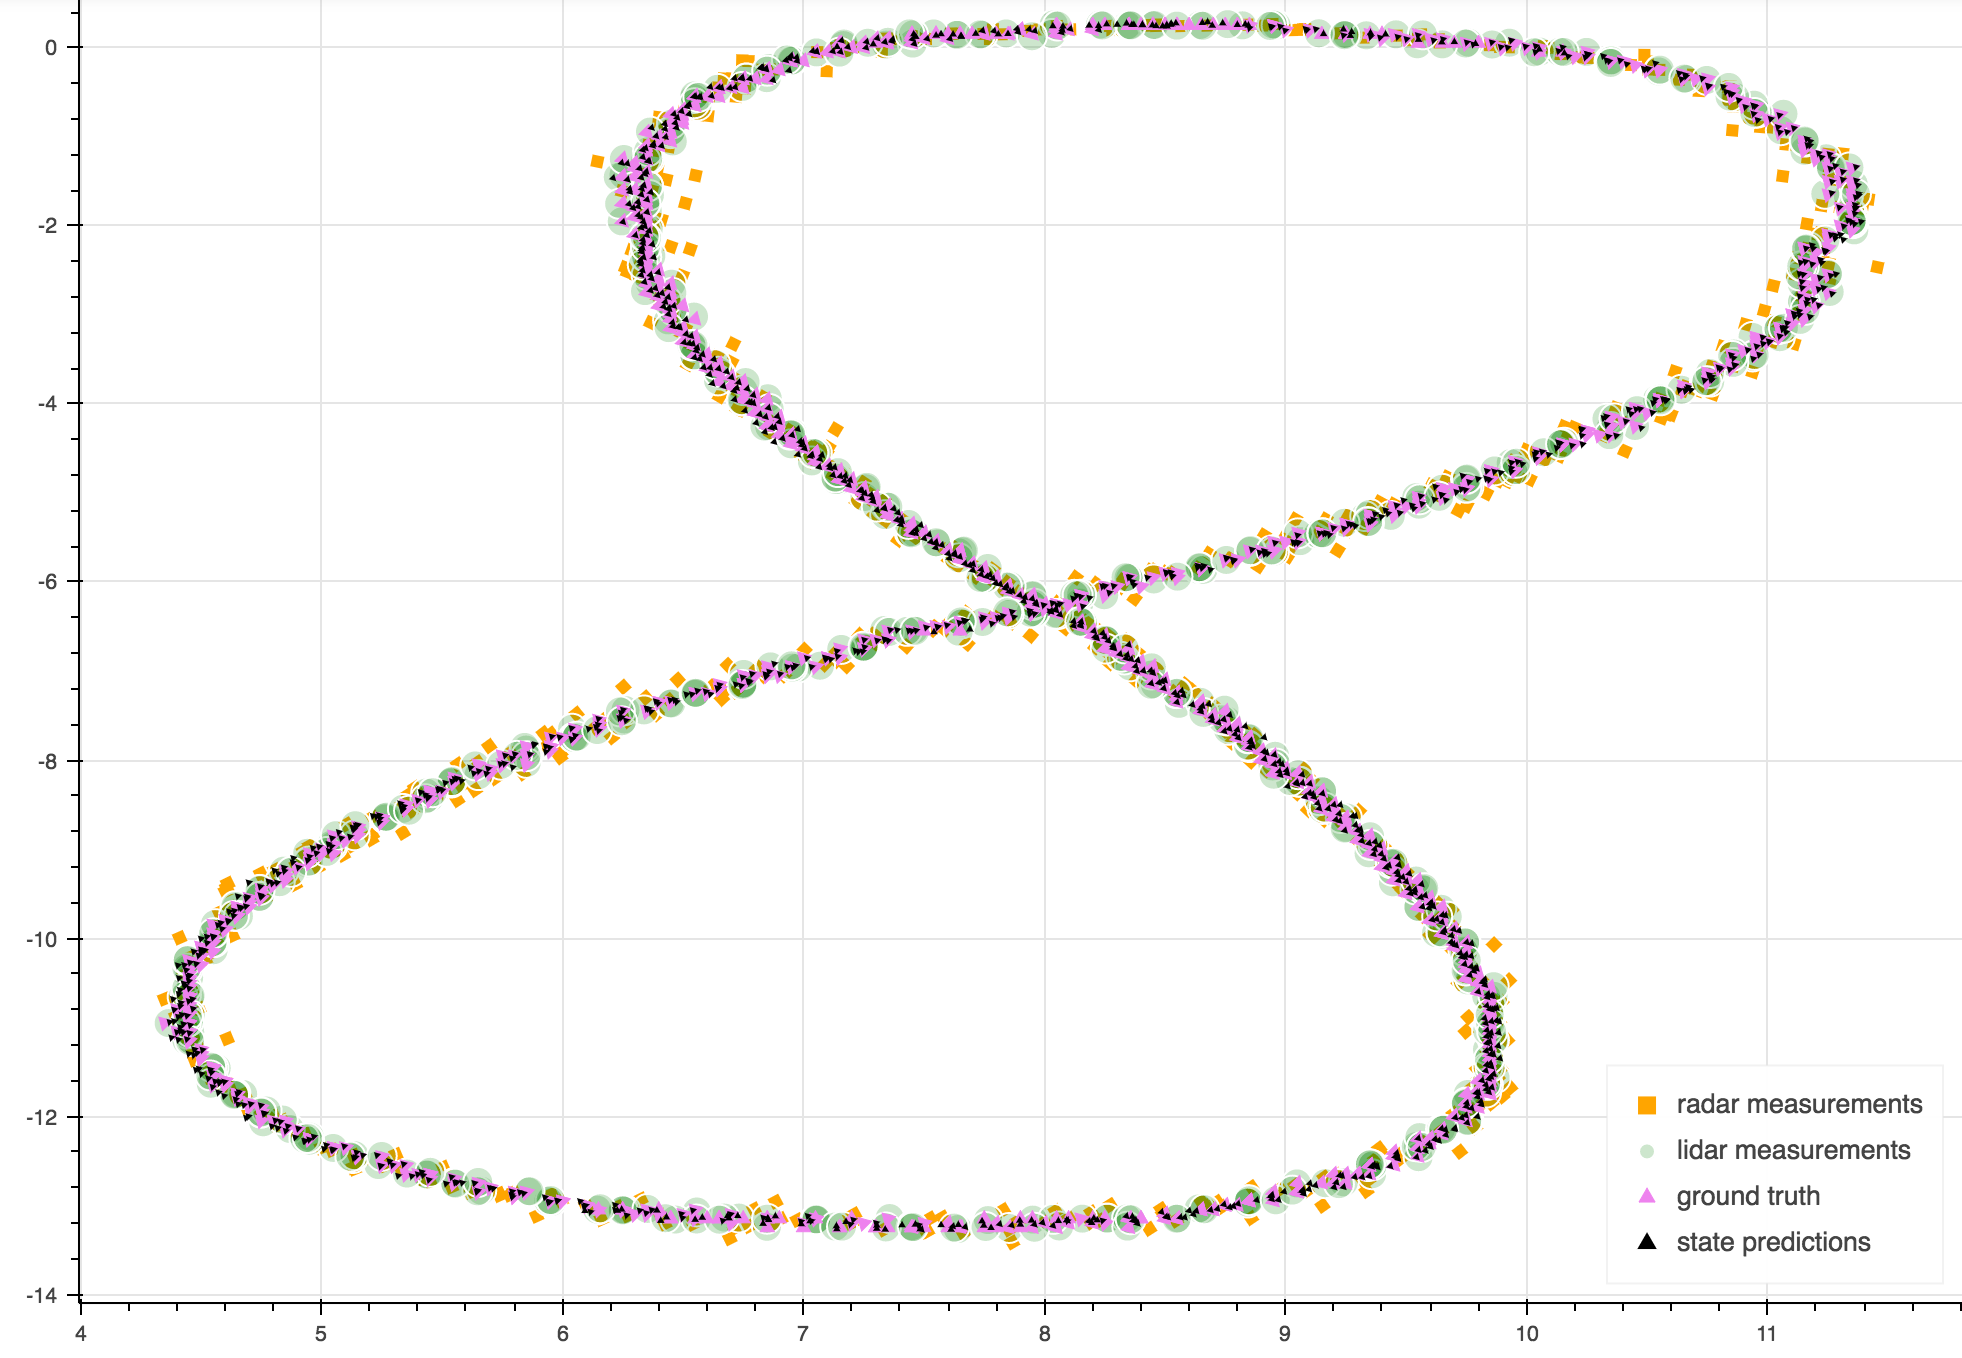 0
-2
-4
-6
-8
-10
-12
-14
4 5 6 7 8 9 10 11
radar measurements
lidar measurements
ground truth
state predictions